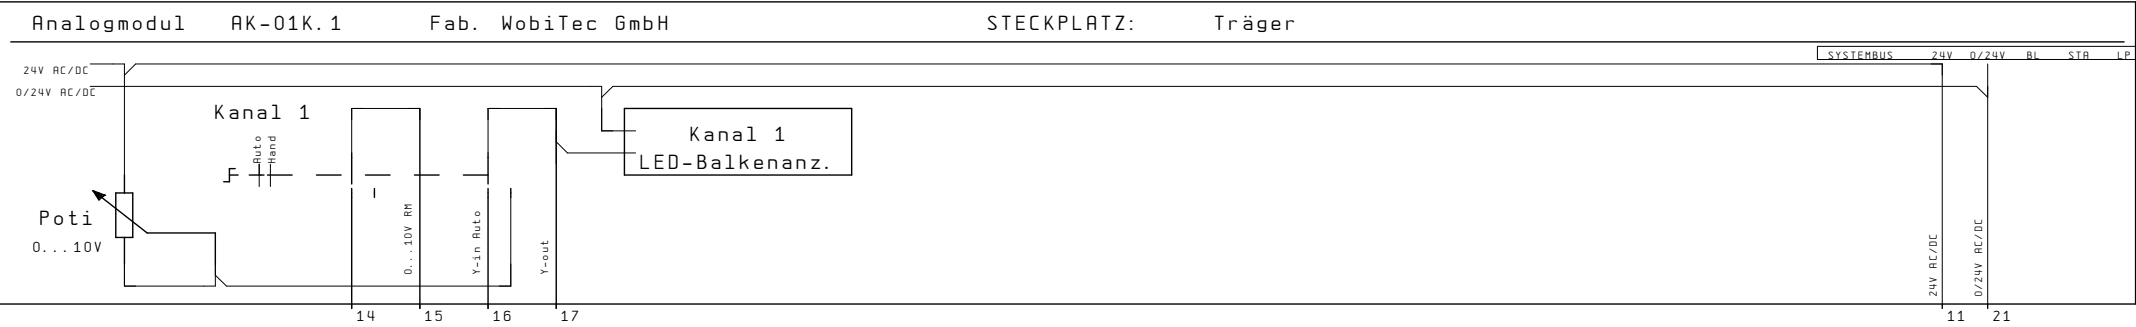 Analogmodul AK-01K.1 Fab. WobiTec GmbH STECKPLATZ: Träger
SYSTEMBUS 24V 0/24V BL STA LP
24V AC/DC
0/24V AC/DC
Kanal 1
Auto
Hand
Kanal 1
LED-Balkenanz.
Poti
0...10V
0...10V RM
Y-in Auto
Y-out
24V AC/DC
0/24V AC/DC
14 15 16 17 11 21